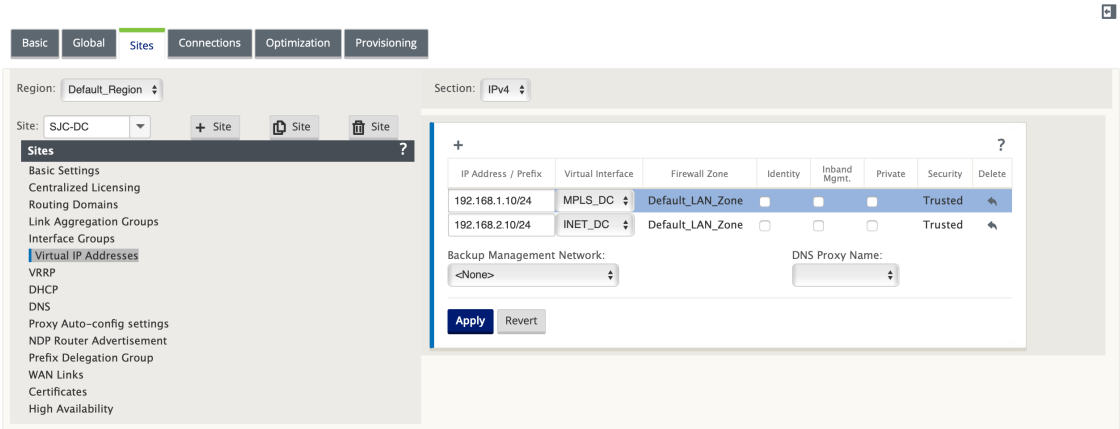 Basic Global Sites Connections Optimization Provisioning
Region: Default_Region
Section: IPv4
Site: SJC-DC + Site Site Site
Sites ?
Basic Settings
Centralized Licensing
Routing Domains
Link Aggregation Groups
Interface Groups
Virtual IP Addresses
VRRP
DHCP
DNS
Proxy Auto-config settings
NDP Router Advertisement
Prefix Delegation Group
WAN Links
Certificates
High Availability
+ ?
IP Address / Prefix Virtual Interface Firewall Zone Identity Inband Mgmt. Private Security Delete
192.168.1.10/24 MPLS_DC Default_LAN_Zone Trusted
192.168.2.10/24 INET_DC Default_LAN_Zone Trusted
Backup Management Network: DNS Proxy Name:
<None>
Apply Revert